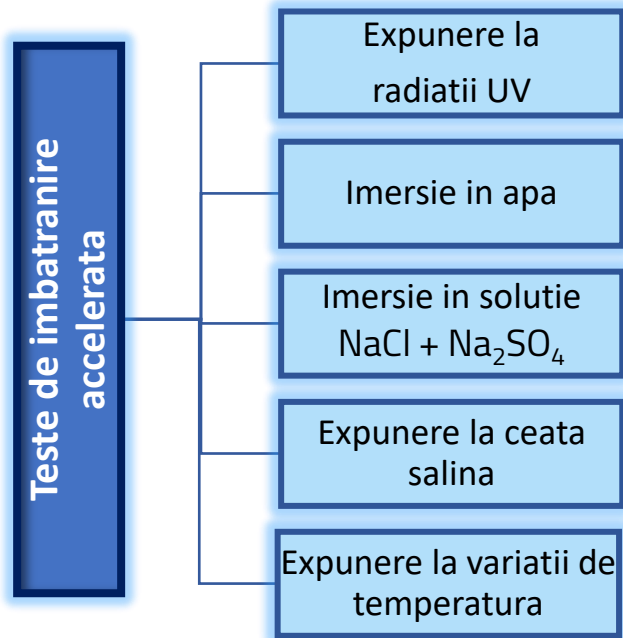 Teste de imbatranire
accelerata
Expunere la
radiatii UV
Imersie in apa
Imersie in solutie
NaCl + Na₂SO₄
Expunere la ceata
salina
Expunere la variatii de
temperatura